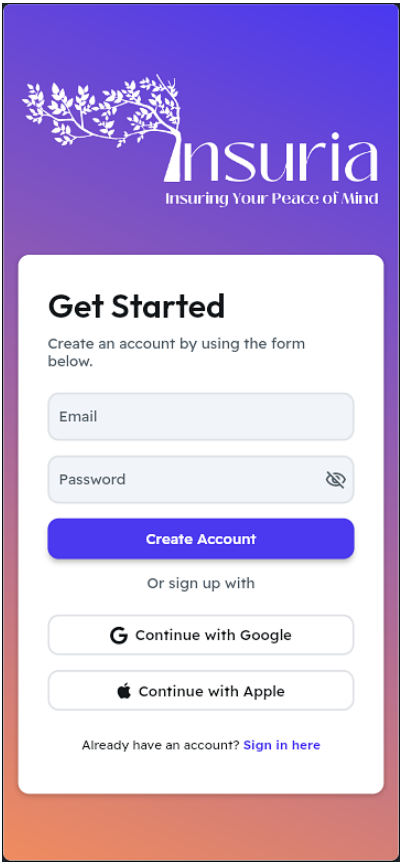 Insuria
Insuring Your Peace of Mind
Get Started
Create an account by using the form
below.
Email
Password
Create Account
Or sign up with
Continue with Google
Continue with Apple
Already have an account? Sign in here